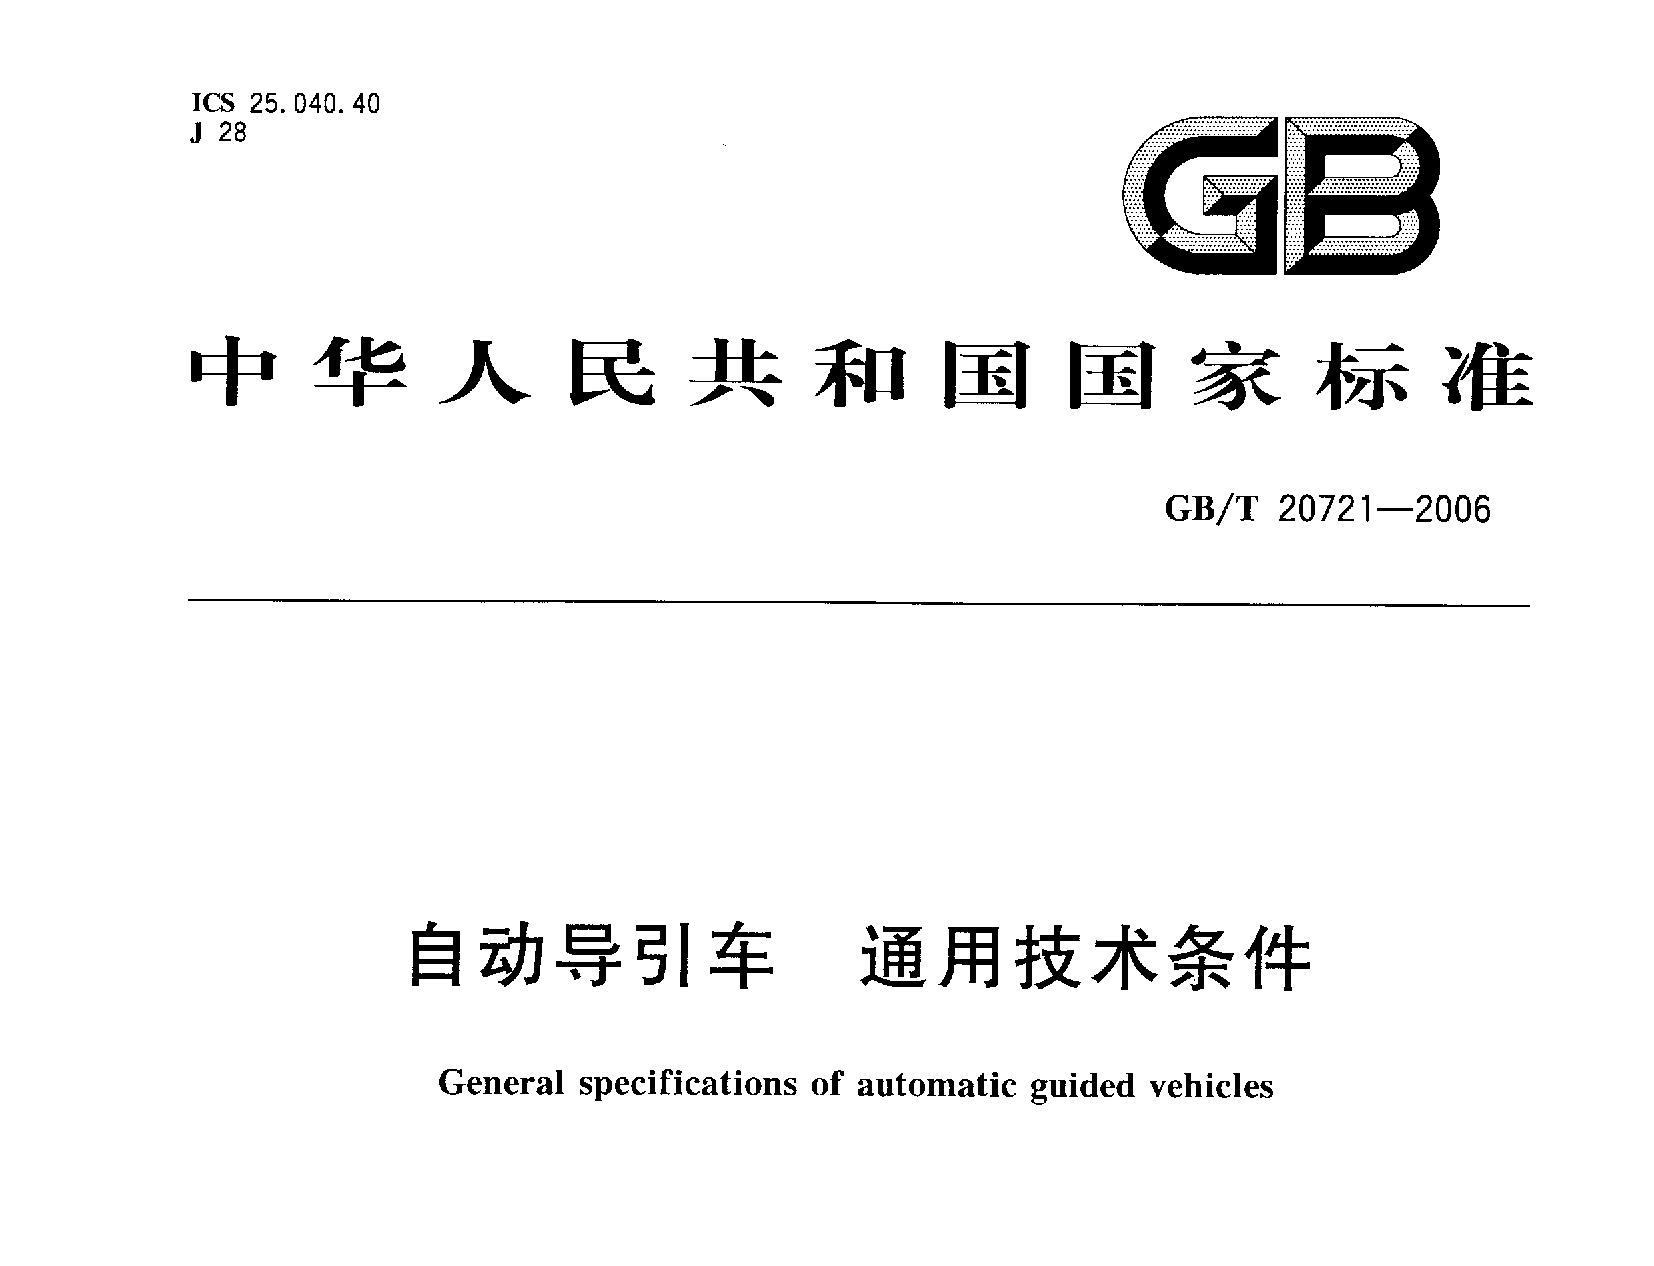 ICS 25.040.40
J 28
GB
中华人民共和国国家标准
GB/T 20721—2006
自动导引车 通用技术条件
General specifications of automatic guided vehicles